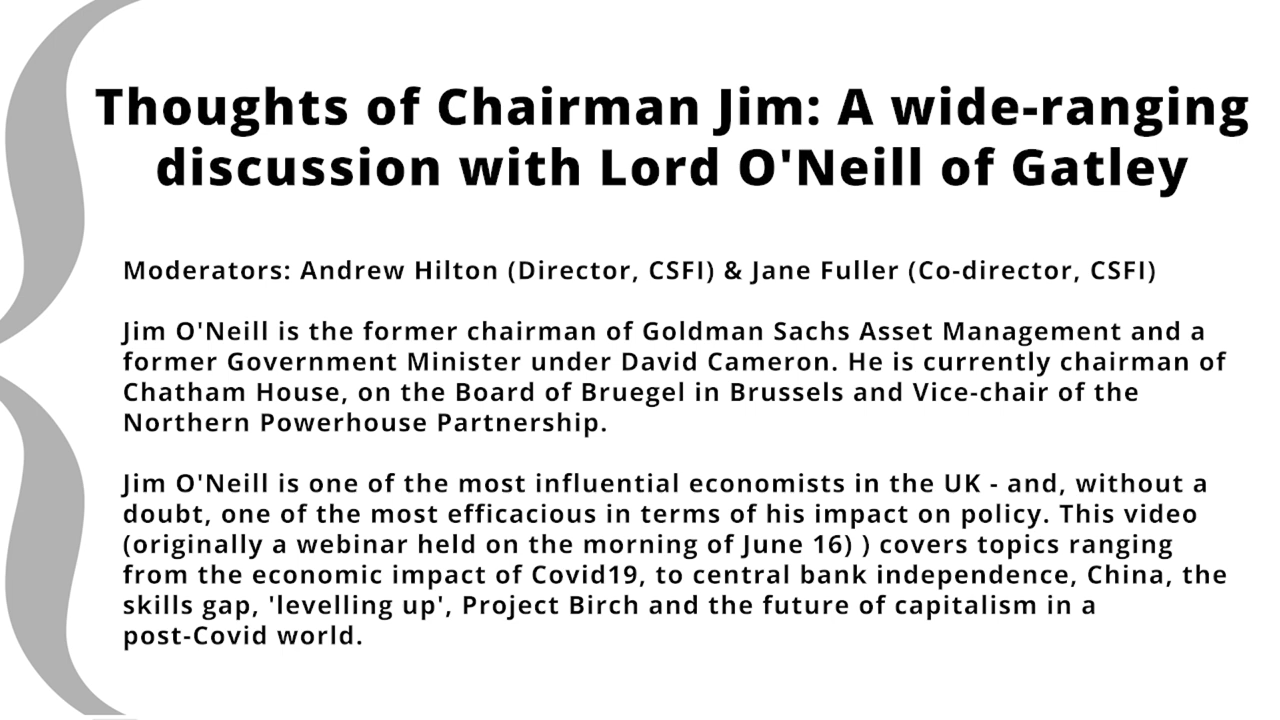 Thoughts of Chairman Jim: A wide-ranging
discussion with Lord O'Neill of Gatley
Moderators: Andrew Hilton (Director, CSFI) & Jane Fuller (Co-director, CSFI)
Jim O'Neill is the former chairman of Goldman Sachs Asset Management and a
former Government Minister under David Cameron. He is currently chairman of
Chatham House, on the Board of Bruegel in Brussels and Vice-chair of the
Northern Powerhouse Partnership.
Jim O'Neill is one of the most influential economists in the UK - and, without a
doubt, one of the most efficacious in terms of his impact on policy. This video
(originally a webinar held on the morning of June 16) ) covers topics ranging
from the economic impact of Covid19, to central bank independence, China, the
skills gap, 'levelling up', Project Birch and the future of capitalism in a
post-Covid world.